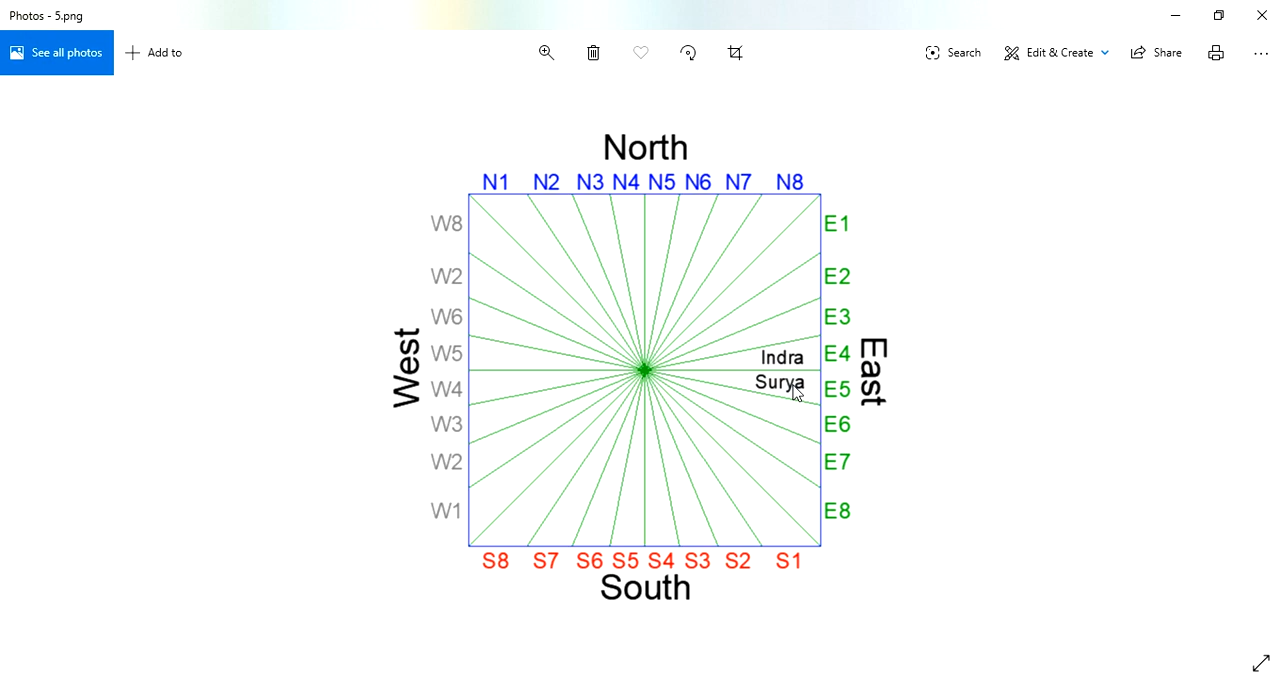 Photos - 5.png
See all photos
Add to
Search
Edit & Create
Share
North
N1 N2 N3 N4 N5 N6 N7 N8
W8
W2
W6
W5
W4
W3
W2
W1
West
Indra
Surya
E1
E2
E3
E4
E5
E6
E7
E8
East
S8 S7 S6 S5 S4 S3 S2 S1
South